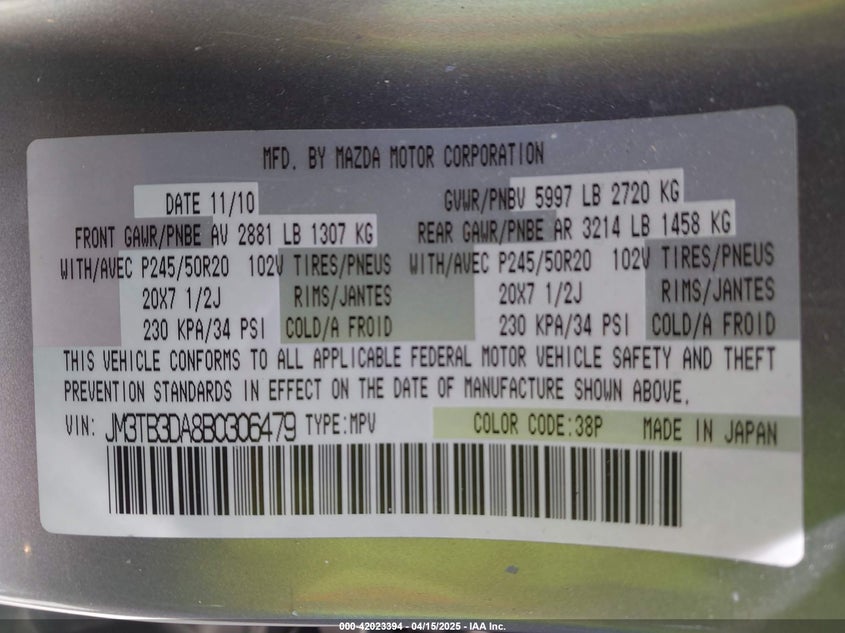 MFD. BY MAZDA MOTOR CORPORATION
DATE 11/10 GVWR/PNBV 5997 LB 2720 KG
FRONT GAWR/PNBE AV 2881 LB 1307 KG REAR GAWR/PNBE AR 3214 LB 1458 KG
WITH/AVEC P245/50R20 102V TIRES/PNEUS WITH/AVEC P245/50R20 102V TIRES/PNEUS
20X7 1/2J RIMS/JANTES 20X7 1/2J RIMS/JANTES
230 KPA/34 PSI COLD/A FROID 230 KPA/34 PSI COLD/A FROID
THIS VEHICLE CONFORMS TO ALL APPLICABLE FEDERAL MOTOR VEHICLE SAFETY AND THEFT
PREVENTION STANDARDS IN EFFECT ON THE DATE OF MANUFACTURE SHOWN ABOVE.
VIN: JM3TB3DA8B0306479 TYPE:MPV COLOR CODE:38P MADE IN JAPAN
000-42023394 - 04/15/2025 - IAA Inc.